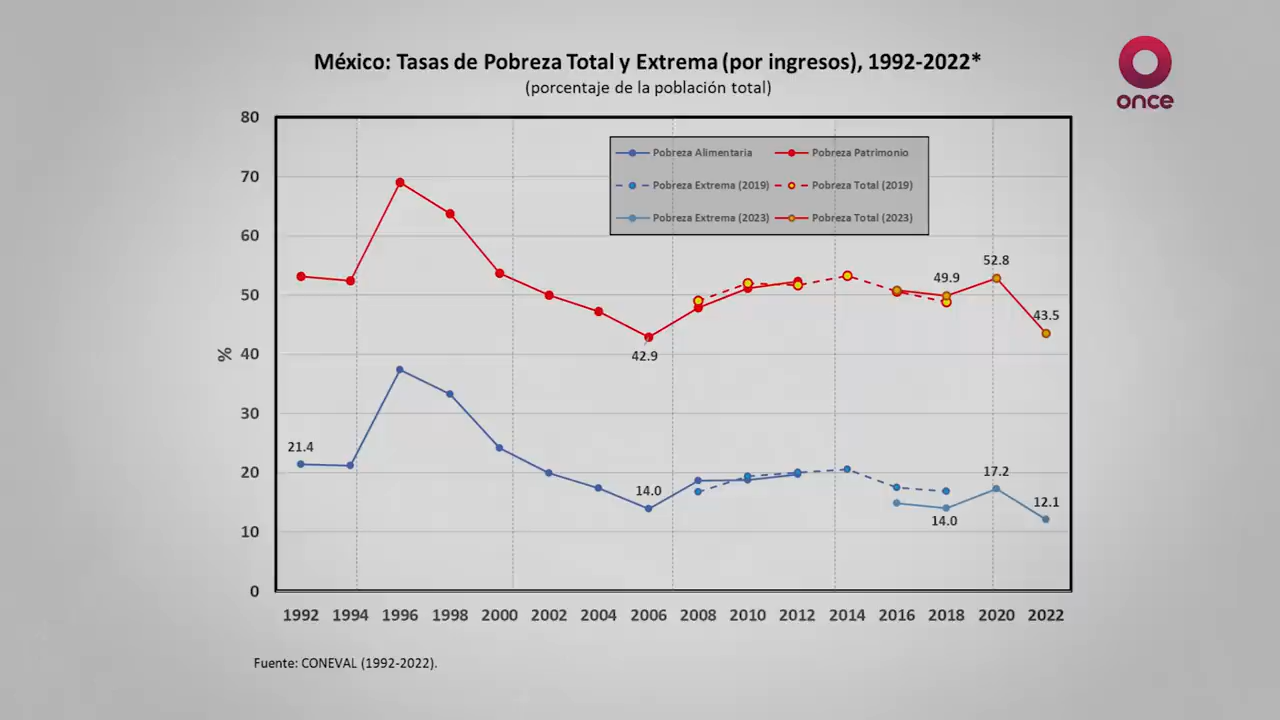 México: Tasas de Pobreza Total y Extrema (por ingresos), 1992-2022*
(porcentaje de la población total)
once
80
70
60
50
40
30
20
10
0
%
Pobreza Alimentaria
Pobreza Patrimonio
Pobreza Extrema (2019)
Pobreza Total (2019)
Pobreza Extrema (2023)
Pobreza Total (2023)
52.8
49.9
43.5
42.9
21.4
14.0
17.2
12.1
14.0
1992 1994 1996 1998 2000 2002 2004 2006 2008 2010 2012 2014 2016 2018 2020 2022
Fuente: CONEVAL (1992-2022).